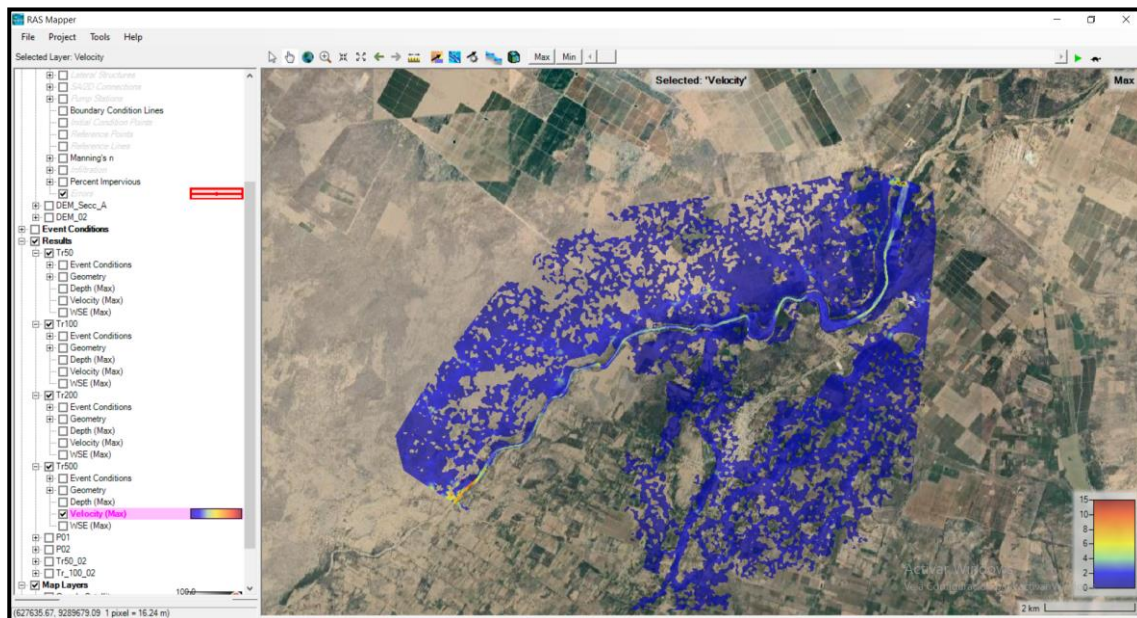 RAS Mapper
File Project Tools Help
Selected Layer: Velocity
Max Min
Lateral Structures
SA/2D Connections
Pump Stations
Boundary Condition Lines
Initial Condition Points
Reference Points
Reference Lines
Manning's n
Infiltration
Percent Impervious
Errors
DEM_Secc_A
DEM_02
Event Conditions
Results
Tr50
Event Conditions
Geometry
Depth (Max)
Velocity (Max)
WSE (Max)
Tr100
Event Conditions
Geometry
Depth (Max)
Velocity (Max)
WSE (Max)
Tr200
Event Conditions
Geometry
Depth (Max)
Velocity (Max)
WSE (Max)
Tr500
Event Conditions
Geometry
Depth (Max)
Velocity (Max)
WSE (Max)
P01
P02
Tr50_02
Tr_100_02
Map Layers
100.0
(627635.67, 9289679.09 1 pixel = 16.24 m)
Selected: 'Velocity'
Max
15
10
8
6
4
2
0
Activar Windows
2 km